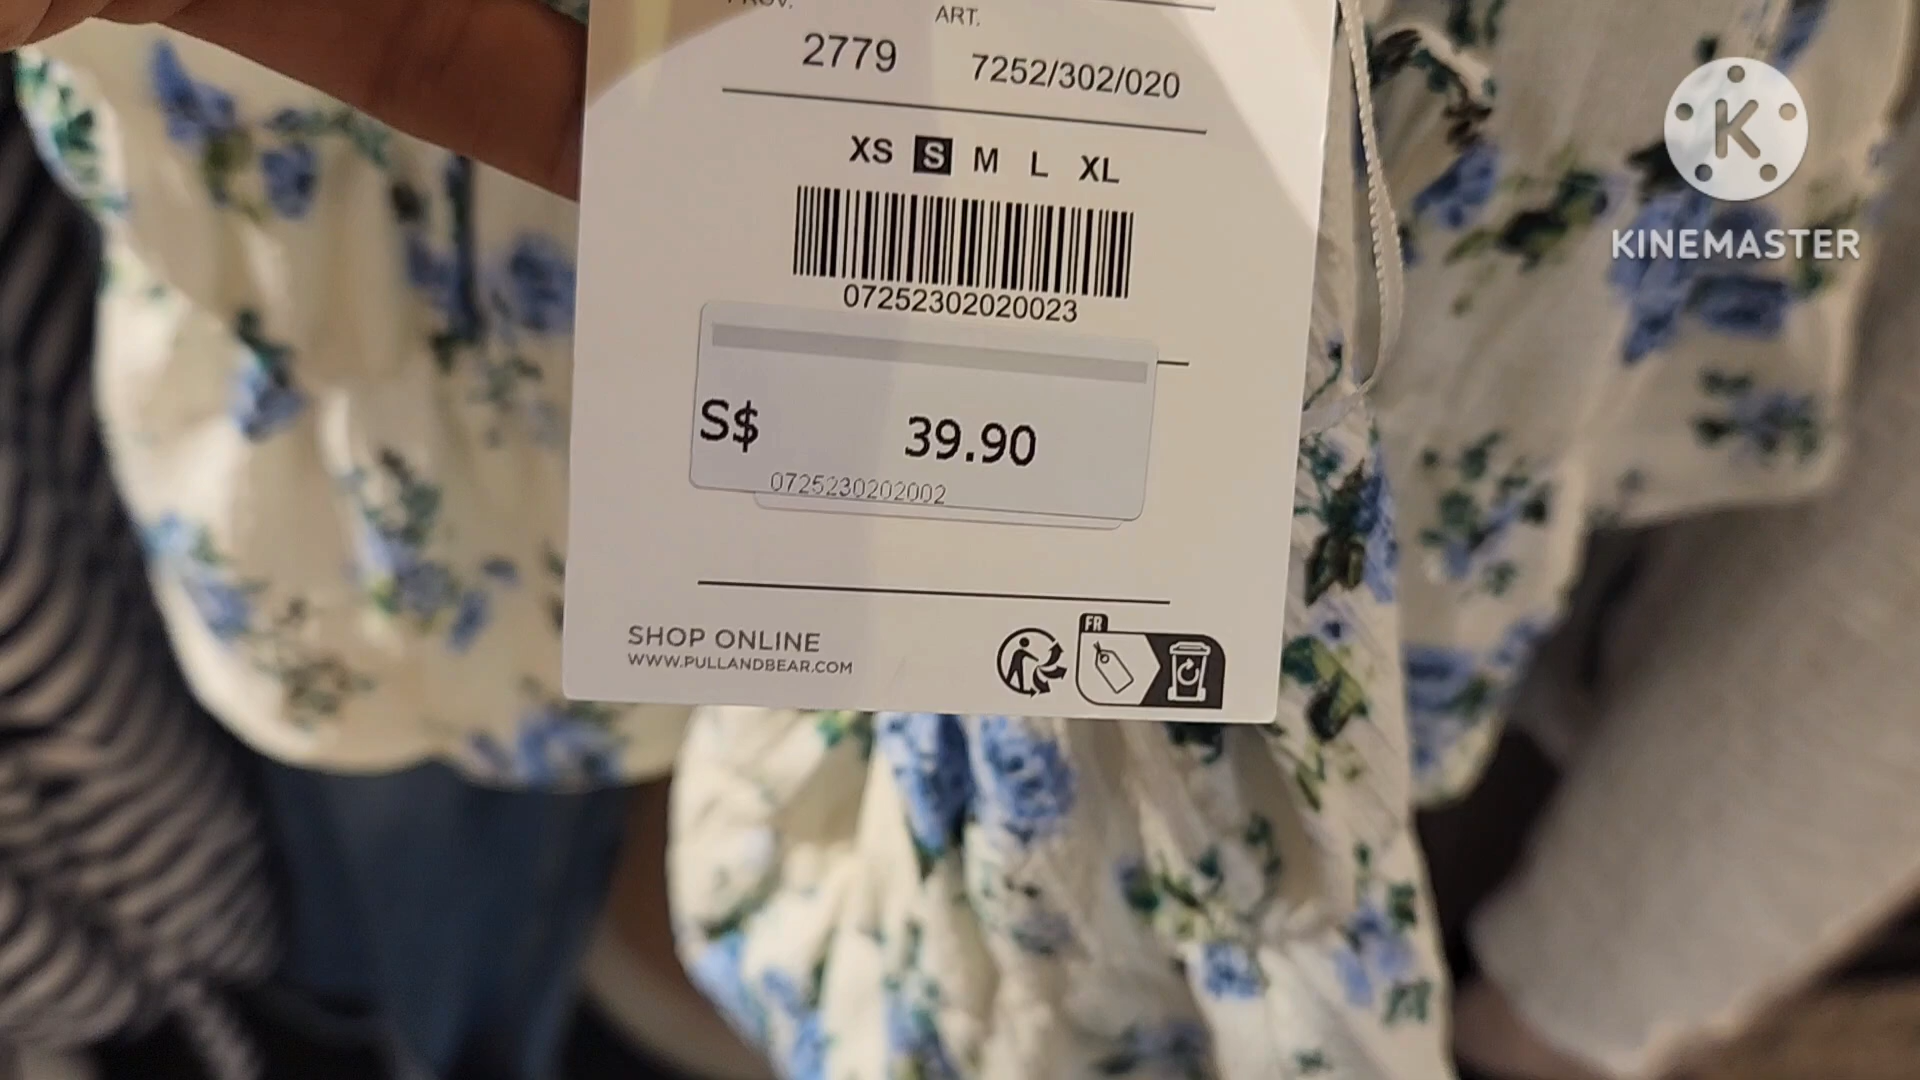 ART.
2779 7252/302/020
XS S M L XL
07252302020023
S$ 39.90
0725230202002
SHOP ONLINE
WWW.PULLANDBEAR.COM
FR
K
KINEMASTER